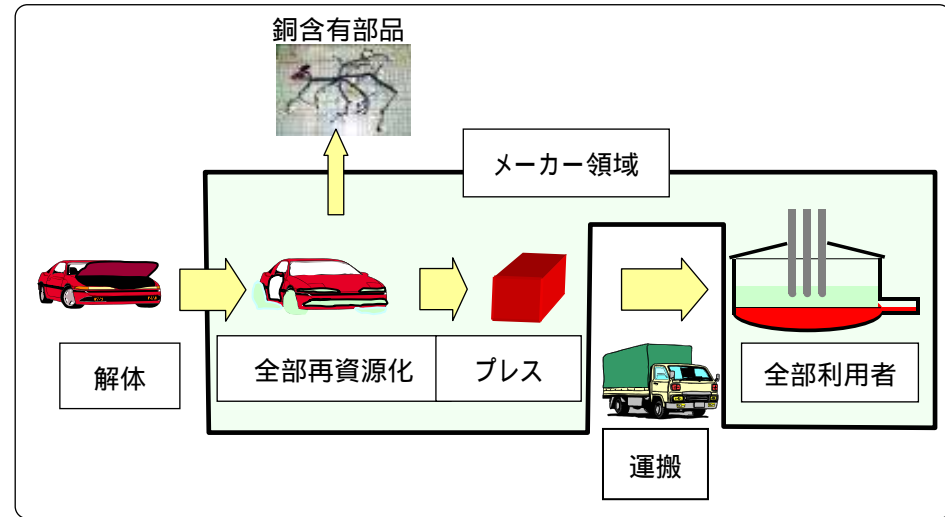 銅含有部品
メーカー領域
解体
全部再資源化
プレス
全部利用者
運搬